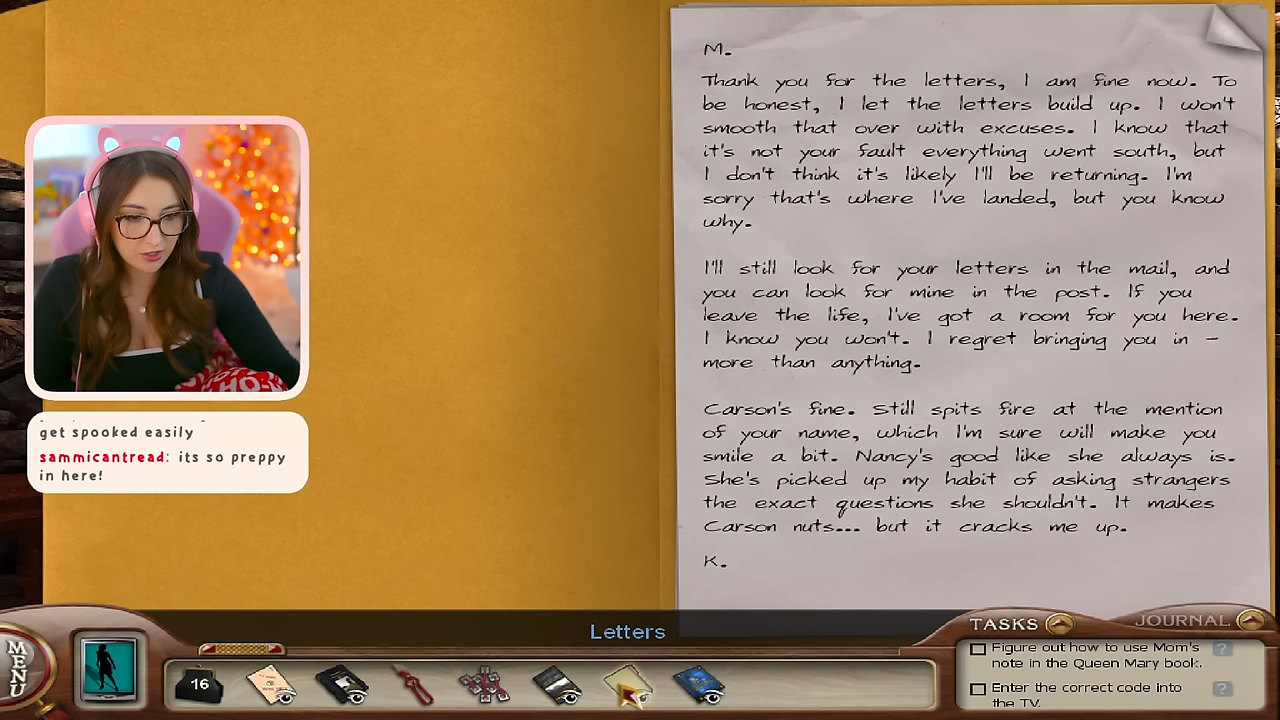 M.
Thank you for the letters, I am fine now. To
be honest, I let the letters build up. I won't
smooth that over with excuses. I know that
it's not your fault everything went south, but
I don't think it's likely I'll be returning. I'm
sorry that's where I've landed, but you know
why.
I'll still look for your letters in the mail, and
you can look for mine in the post. If you
leave the life, I've got a room for you here.
I know you won't. I regret bringing you in -
more than anything.
Carson's fine. Still spits fire at the mention
of your name, which I'm sure will make you
smile a bit. Nancy's good like she always is.
She's picked up my habit of asking strangers
the exact questions she shouldn't. It makes
Carson nuts... but it cracks me up.
K.
get spooked easily
sammicantread: its so preppy
in here!
Letters
MENU
16
TASKS
JOURNAL
Figure out how to use Mom's
note in the Queen Mary book.
?
Enter the correct code into
the TV.
?